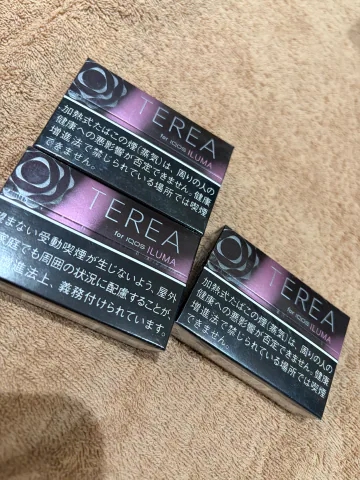 TEREA
for IQOS ILUMA
加熱式たばこの煙(蒸気)は、周りの人の
健康への悪影響が否定できません。健康
増進法で禁じられている場所では喫煙
できません。
TEREA
for IQOS ILUMA
望まない受動喫煙が生じないよう、屋外
家庭でも周囲の状況に配慮することが
増進法上、義務付けられています。
TEREA
for IQOS ILUMA
加熱式たばこの煙(蒸気)は、周りの人の
健康への悪影響が否定できません。健康
増進法で禁じられている場所では喫煙
できません。